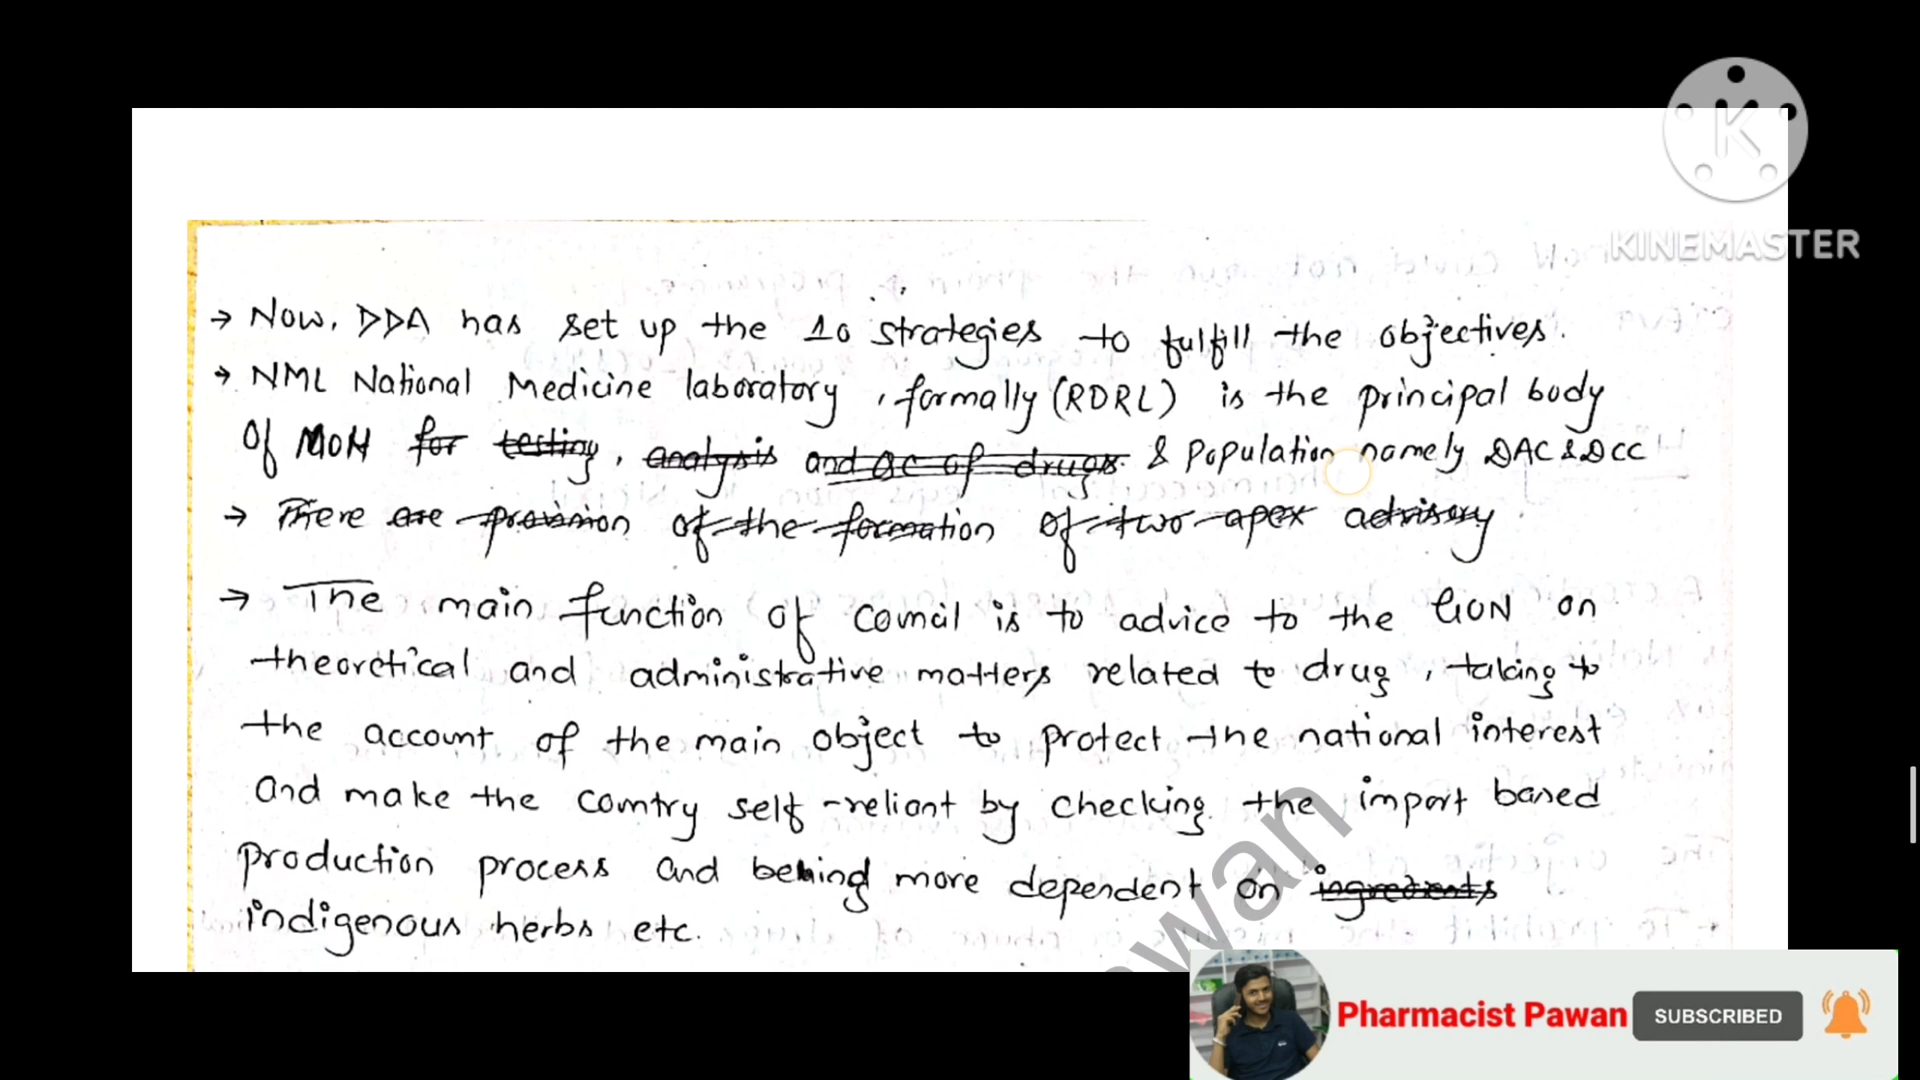 KINEMASTER
→ Now, DDA has set up the 10 strategies to fulfill the objectives.
→ NML National Medicine laboratory, formally (RDRL) is the principal body
Of MoH for testing, analysis and QC of drugs & Population namely DAC & DCC
→ There are provision of the formation of two apex advisory
→ The main function of Comcil is to advice to the GON on
theoretical and administrative matters related to drug, taking to
the account of the main object to protect the national interest
and make the comtry self-reliant by checking the import based
production process and being more dependent on ingredients
indigenous herbs etc.
wan
Pharmacist Pawan
SUBSCRIBED